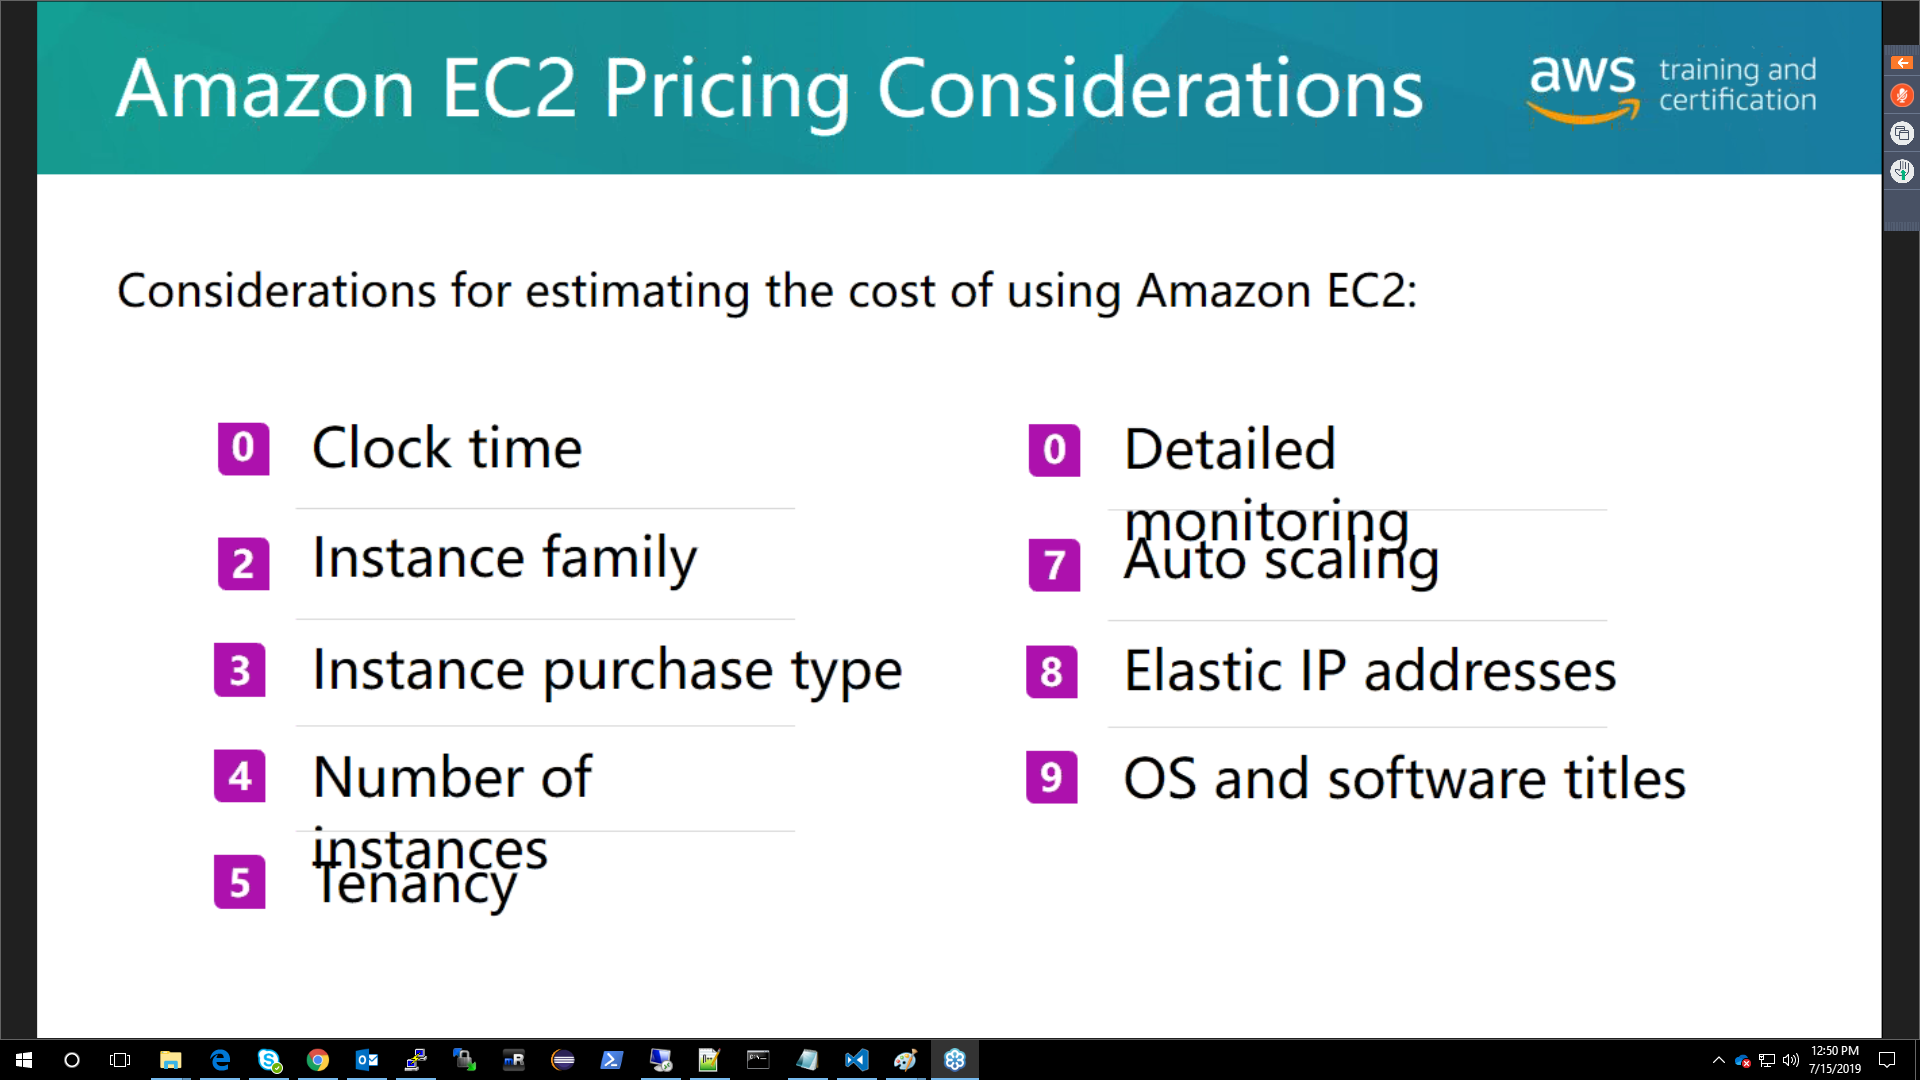 Amazon EC2 Pricing Considerations
aws training and
certification
Considerations for estimating the cost of using Amazon EC2:
0 Clock time
2 Instance family
3 Instance purchase type
4 Number of
instances
5 Tenancy
0 Detailed
monitoring
7 Auto scaling
8 Elastic IP addresses
9 OS and software titles
12:50 PM
7/15/2019